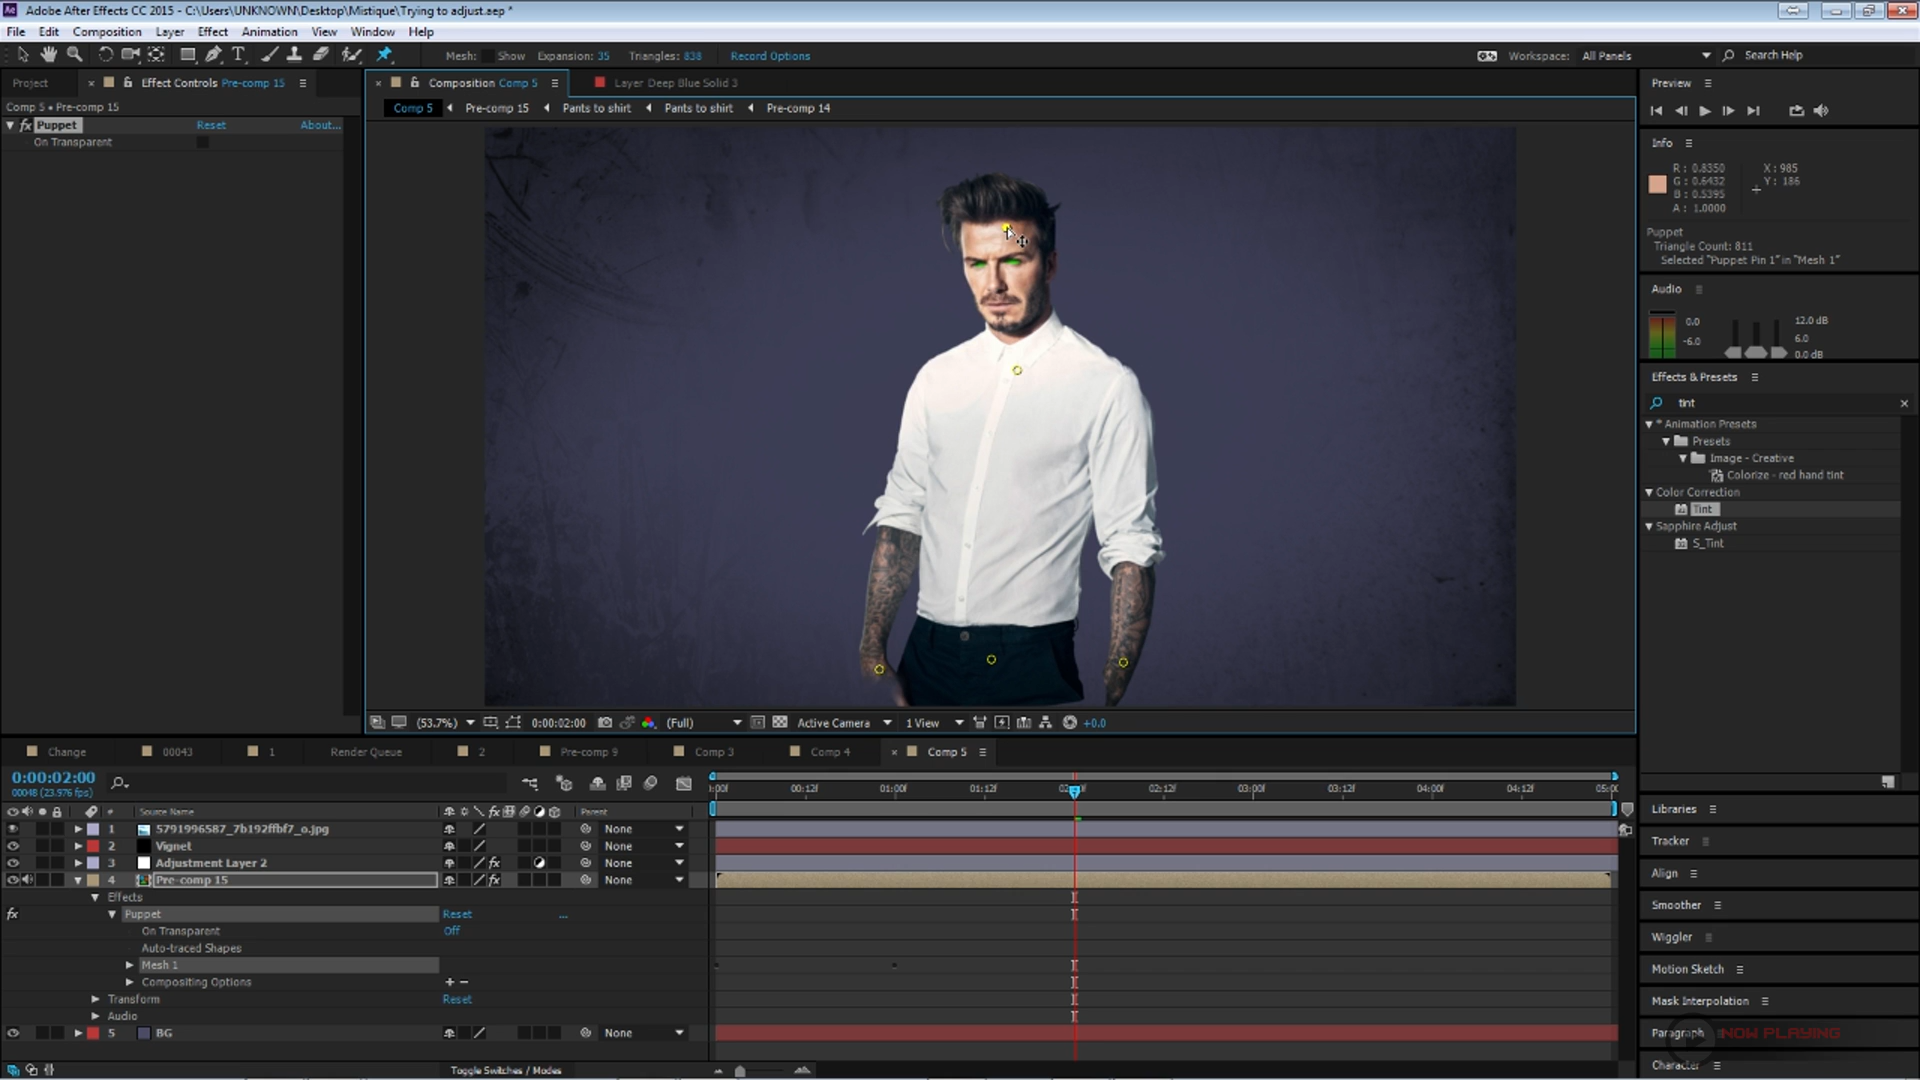 Adobe After Effects CC 2015 - C:\Users\UNKNOWN\Desktop\Mistique\Trying to adjust.aep *
File Edit Composition Layer Effect Animation View Window Help
Mesh: Show Expansion: 35 Triangles: 838 Record Options Workspace: All Panels Search Help
Project Effect Controls Pre-comp 15 Composition Comp 5 Layer Deep Blue Solid 3
Comp 5 • Pre-comp 15
Puppet Reset About...
On Transparent
Comp 5 Pre-comp 15 Pants to shirt Pants to shirt Pre-comp 14
Preview
Info
R: 0.8350 X: 985
G: 0.6432 Y: 186
B: 0.5395
A: 1.0000
Puppet
Triangle Count: 811
Selected "Puppet Pin 1" in "Mesh 1"
Audio
0.0 12.0 dB
-6.0 6.0
0.0 dB
Effects & Presets
tint
* Animation Presets
Presets
Image - Creative
Colorize - red hand tint
Color Correction
Tint
Sapphire Adjust
S_Tint
(53.7%) 0:00:02:00 (Full) Active Camera 1 View +0.0
Change 00043 1 Render Queue 2 Pre-comp 9 Comp 3 Comp 4 Comp 5
0:00:02:00
00048 (23.976 fps)
00:12f 01:00f 01:12f 02:12f 03:00f 03:12f 04:00f 04:12f
# Source Name Parent
1 5791996587_7b192ffbf7_o.jpg None
2 Vignet None
3 Adjustment Layer 2 fx None
4 Pre-comp 15 fx None
Effects
fx Puppet Reset ...
On Transparent Off
Auto-traced Shapes
Mesh 1
Compositing Options + -
Transform Reset
Audio
5 BG None
Toggle Switches / Modes
Libraries
Tracker
Align
Smoother
Wiggler
Motion Sketch
Mask Interpolation
Paragraph
NOW PLAYING
Character